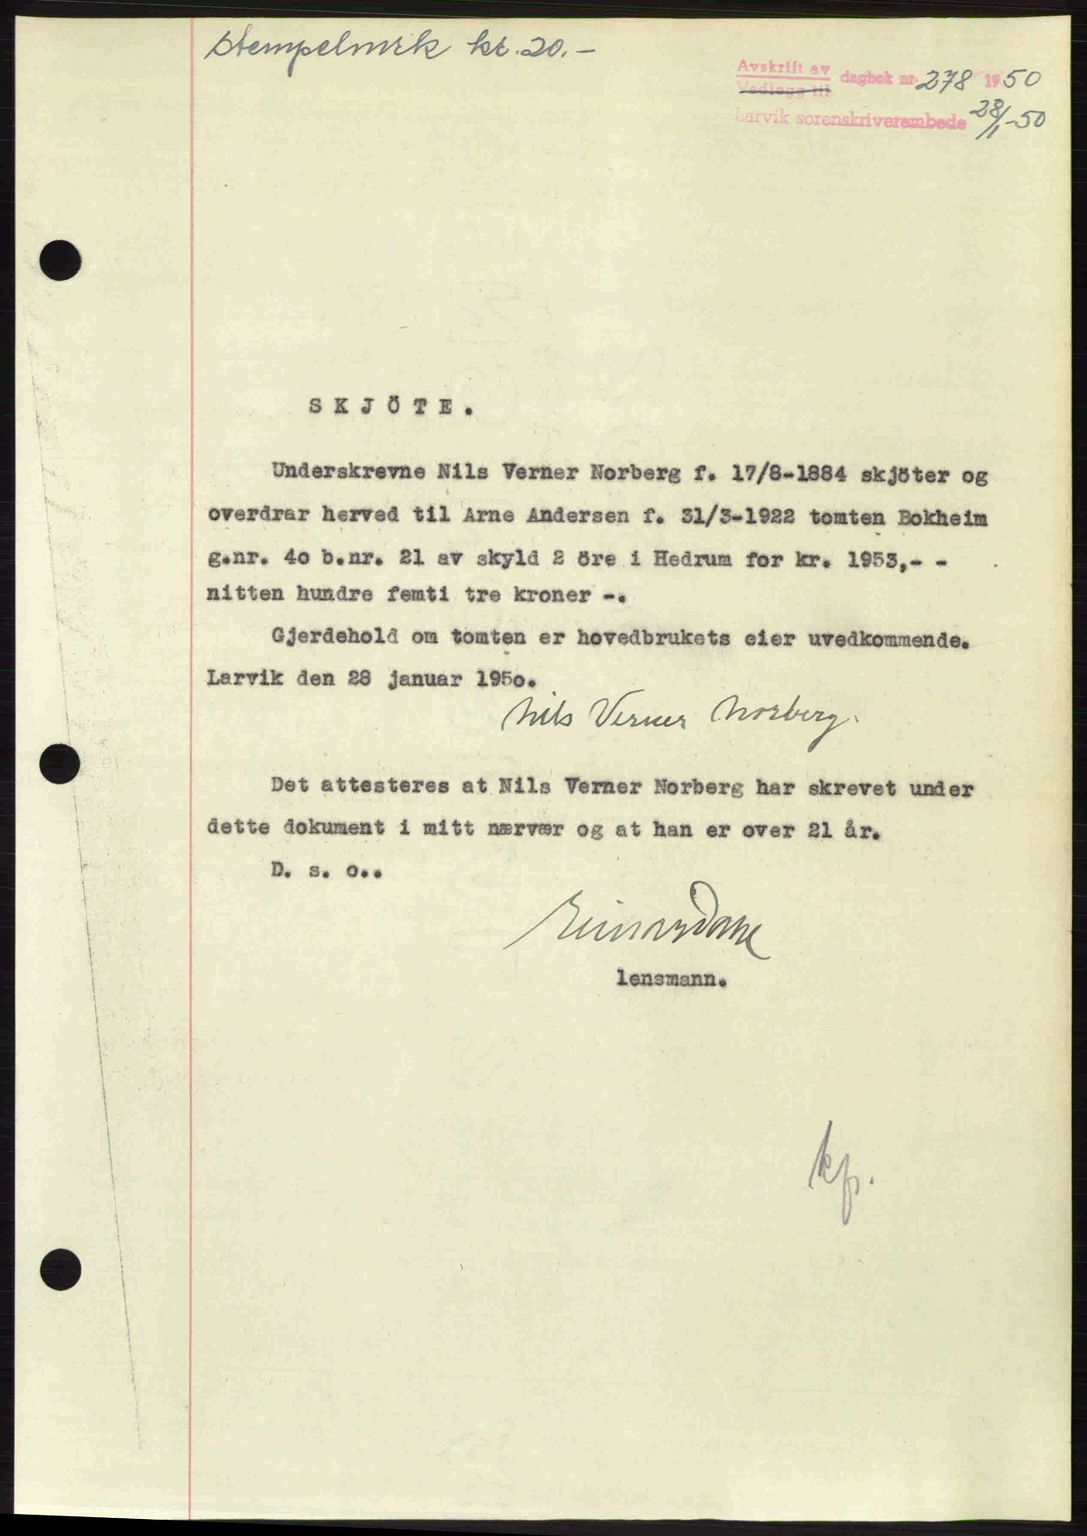 Stempelmrk kr. 20.-
Avskrift av
Vedlegg til
dagbok nr. 278 1950
Larvik sorenskriverembede 28/1-50
SKJÖTE.
Underskrevne Nils Verner Norberg f. 17/8-1884 skjöter og
overdrar herved til Arne Andersen f. 31/3-1922 tomten Bokheim
g.nr. 4o b.nr. 21 av skyld 2 öre i Hedrum for kr. 1953,- -
nitten hundre femti tre kroner -.
Gjerdehold om tomten er hovedbrukets eier uvedkommende.
Larvik den 28 januar 195o.
Nils Verner Norberg.
Det attesteres at Nils Verner Norberg har skrevet under
dette dokument i mitt nærvær og at han er over 21 år.
D. s. o..
lensmann.
kp.